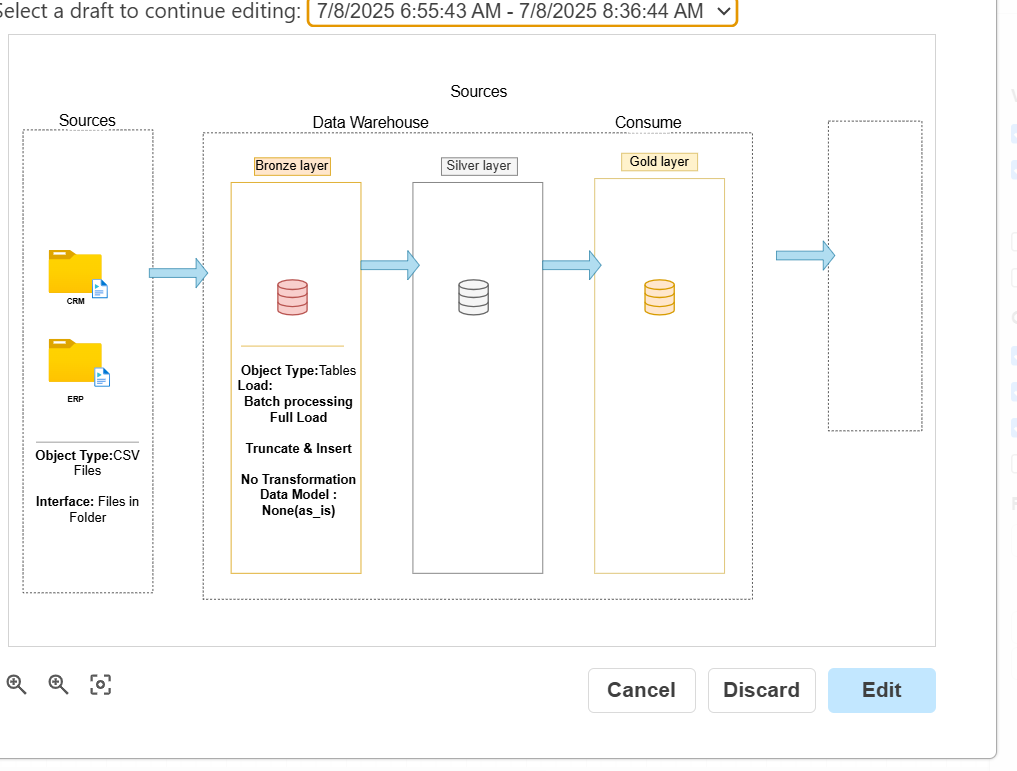 Select a draft to continue editing: 7/8/2025 6:55:43 AM - 7/8/2025 8:36:44 AM
Sources
Sources
Data Warehouse
Consume
Bronze layer
Silver layer
Gold layer
CRM
ERP
Object Type:CSV
Files
Interface: Files in
Folder
Object Type:Tables
Load:
Batch processing
Full Load
Truncate & Insert
No Transformation
Data Model :
None(as_is)
Cancel
Discard
Edit